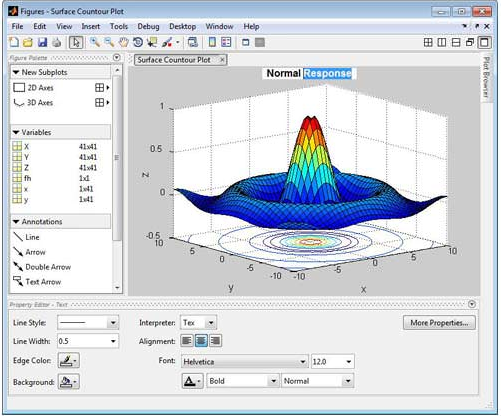 Figures - Surface Countour Plot
File Edit View Insert Tools Debug Desktop Window Help
Figure Palette
New Subplots
2D Axes
3D Axes
Variables
X 41x41
Y 41x41
Z 41x41
fh 1x1
x 1x41
y 1x41
Annotations
Line
Arrow
Double Arrow
Text Arrow
Surface Countour Plot
Normal Response
1
0.5
0
-0.5
z
10
5
0
-5
-10
y
-10
-5
0
5
10
x
Plot Browser
Property Editor - Text
Line Style:
Interpreter: Tex
More Properties...
Line Width: 0.5
Alignment:
Edge Color:
Font: Helvetica 12.0
Background:
A Bold Normal